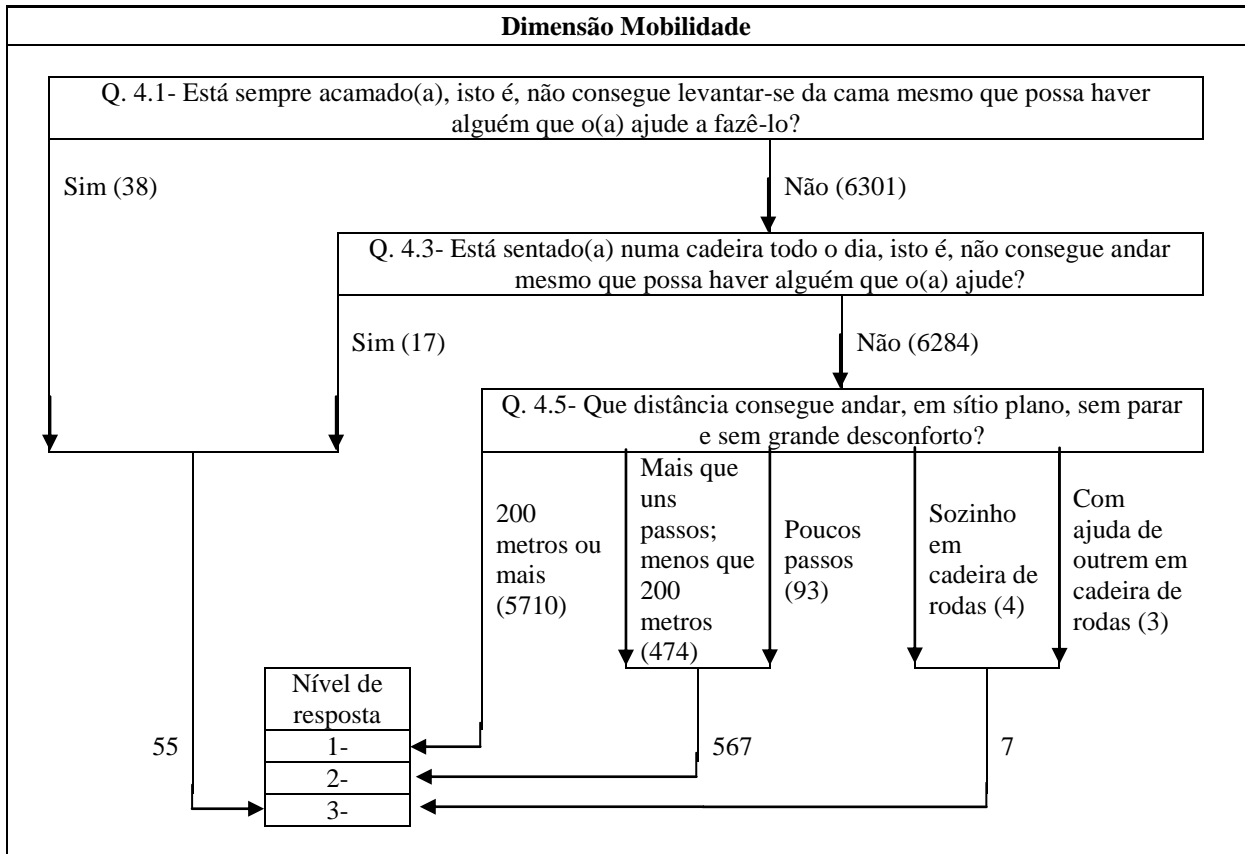 Dimensão Mobilidade
Q. 4.1- Está sempre acamado(a), isto é, não consegue levantar-se da cama mesmo que possa haver
alguém que o(a) ajude a fazê-lo?
Sim (38)
Não (6301)
Q. 4.3- Está sentado(a) numa cadeira todo o dia, isto é, não consegue andar
mesmo que possa haver alguém que o(a) ajude?
Sim (17)
Não (6284)
Q. 4.5- Que distância consegue andar, em sítio plano, sem parar
e sem grande desconforto?
200
metros ou
mais
(5710)
Mais que
uns
passos;
menos que
200
metros
(474)
Poucos
passos
(93)
Sozinho
em
cadeira de
rodas (4)
Com
ajuda de
outrem em
cadeira de
rodas (3)
Nível de
resposta
1-
2-
3-
55
567
7